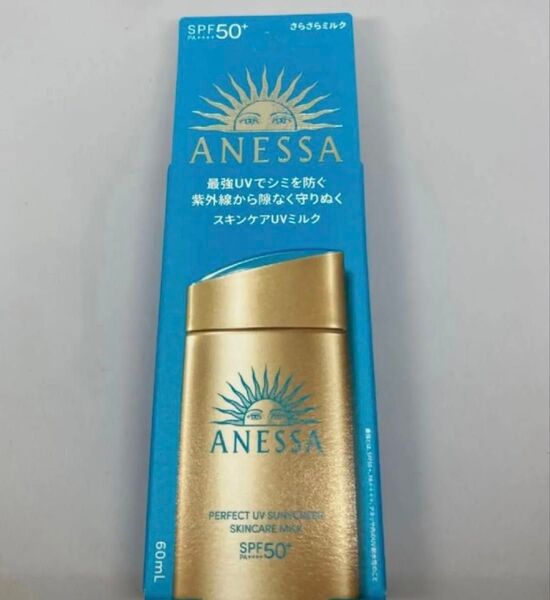 SPF50+
PA++++
さらさらミルク
ANESSA
最強UVでシミを防ぐ
紫外線から隙なく守りぬく
スキンケアUVミルク
ANESSA
PERFECT UV SUNSCREEN
SKINCARE MILK
SPF50+
PA++++
60mL